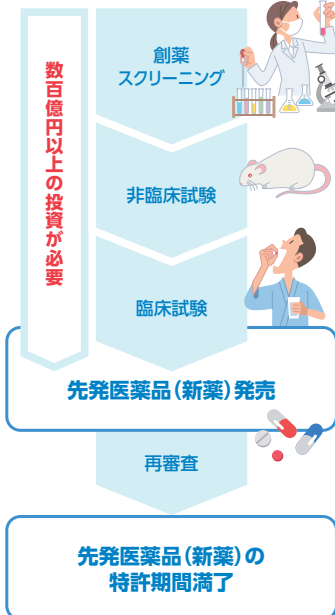 数百億円以上の投資が必要
創薬
スクリーニング
非臨床試験
臨床試験
先発医薬品(新薬)発売
再審査
先発医薬品(新薬)の
特許期間満了